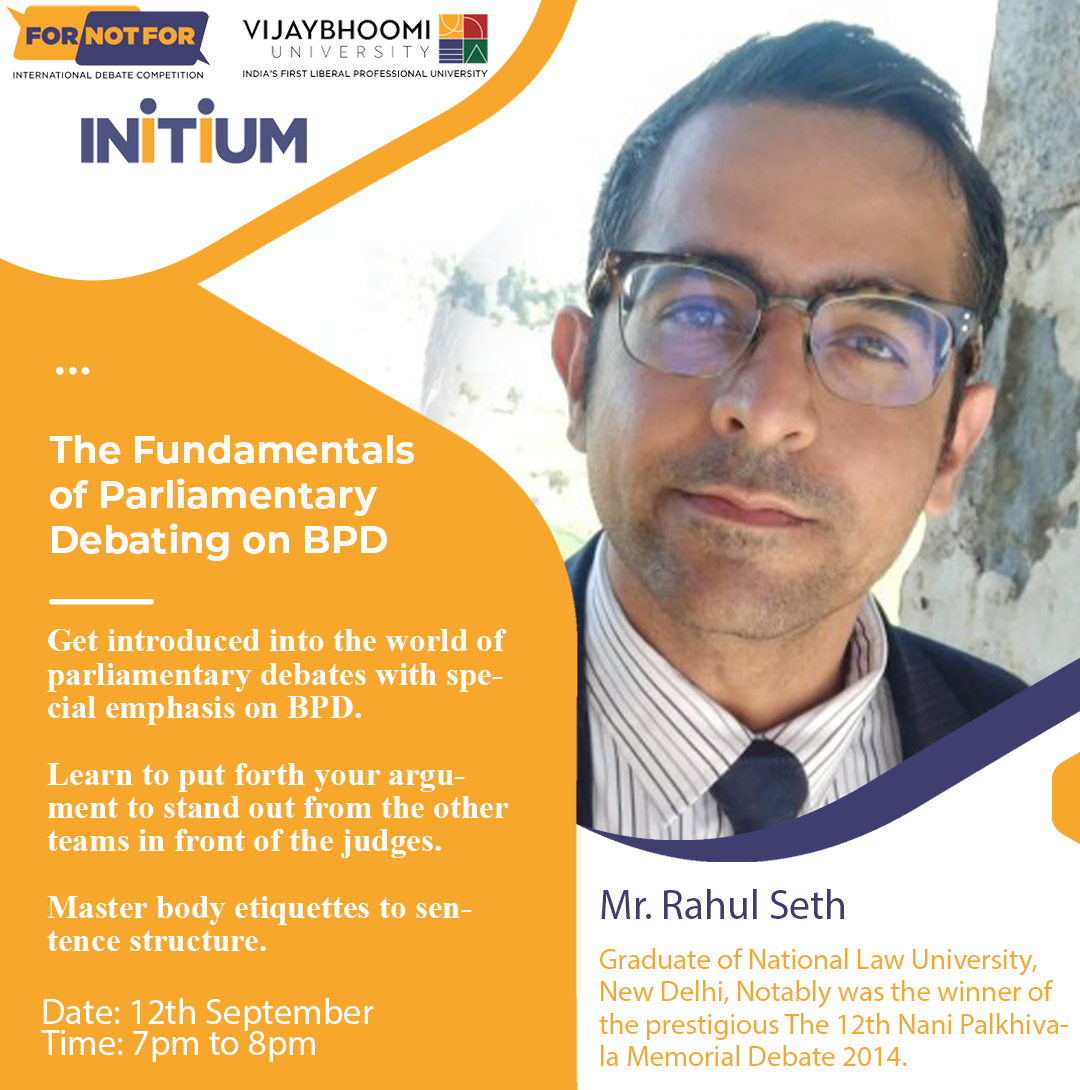 FOR NOT FOR
INTERNATIONAL DEBATE COMPETITION
VIJAYBHOOMI
UNIVERSITY
INDIA'S FIRST LIBERAL PROFESSIONAL UNIVERSITY
INiTiUM
...
The Fundamentals
of Parliamentary
Debating on BPD
Get introduced into the world of
parliamentary debates with spe-
cial emphasis on BPD.
Learn to put forth your argu-
ment to stand out from the other
teams in front of the judges.
Master body etiquettes to sen-
tence structure.
Date: 12th September
Time: 7pm to 8pm
Mr. Rahul Seth
Graduate of National Law University,
New Delhi, Notably was the winner of
the prestigious The 12th Nani Palkhiva-
la Memorial Debate 2014.